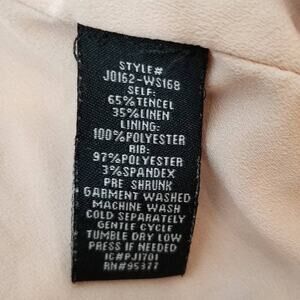 STYLE#
J0162-WS168
SELF:
65%TENCEL
35%LINEN
LINING:
100%POLYESTER
RIB:
97%POLYESTER
3%SPANDEX
PRE SHRUNK
GARMENT WASHED
MACHINE WASH
COLD SEPARATELY
GENTLE CYCLE
TUMBLE DRY LOW
PRESS IF NEEDED
IC#PJ1701
RN#95377